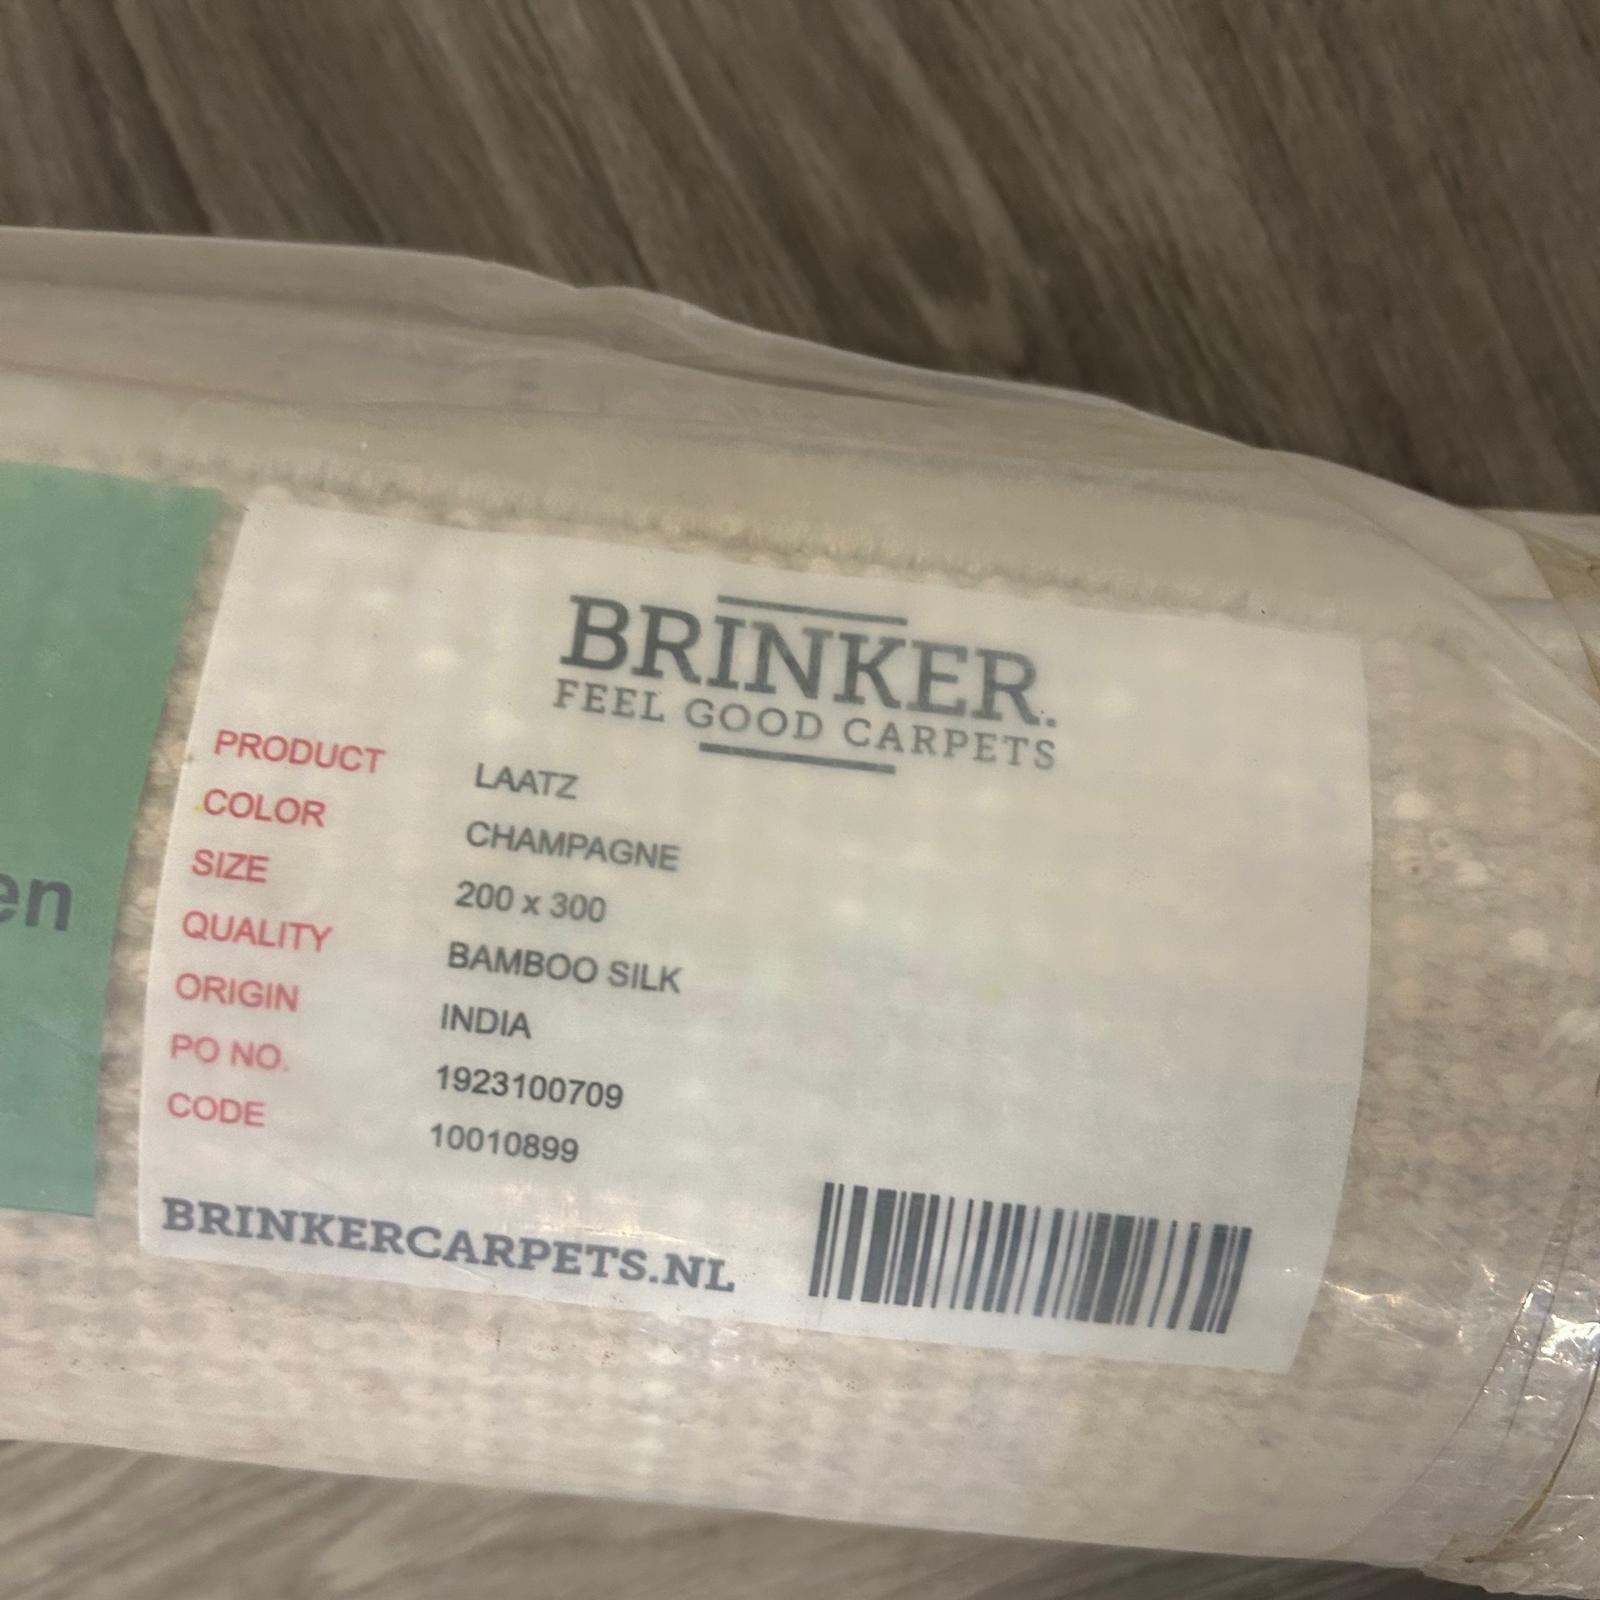 BRINKER.
FEEL GOOD CARPETS
PRODUCT LAATZ
COLOR CHAMPAGNE
SIZE 200 x 300
QUALITY BAMBOO SILK
ORIGIN INDIA
PO NO. 1923100709
CODE 10010899
BRINKERCARPETS.NL
en